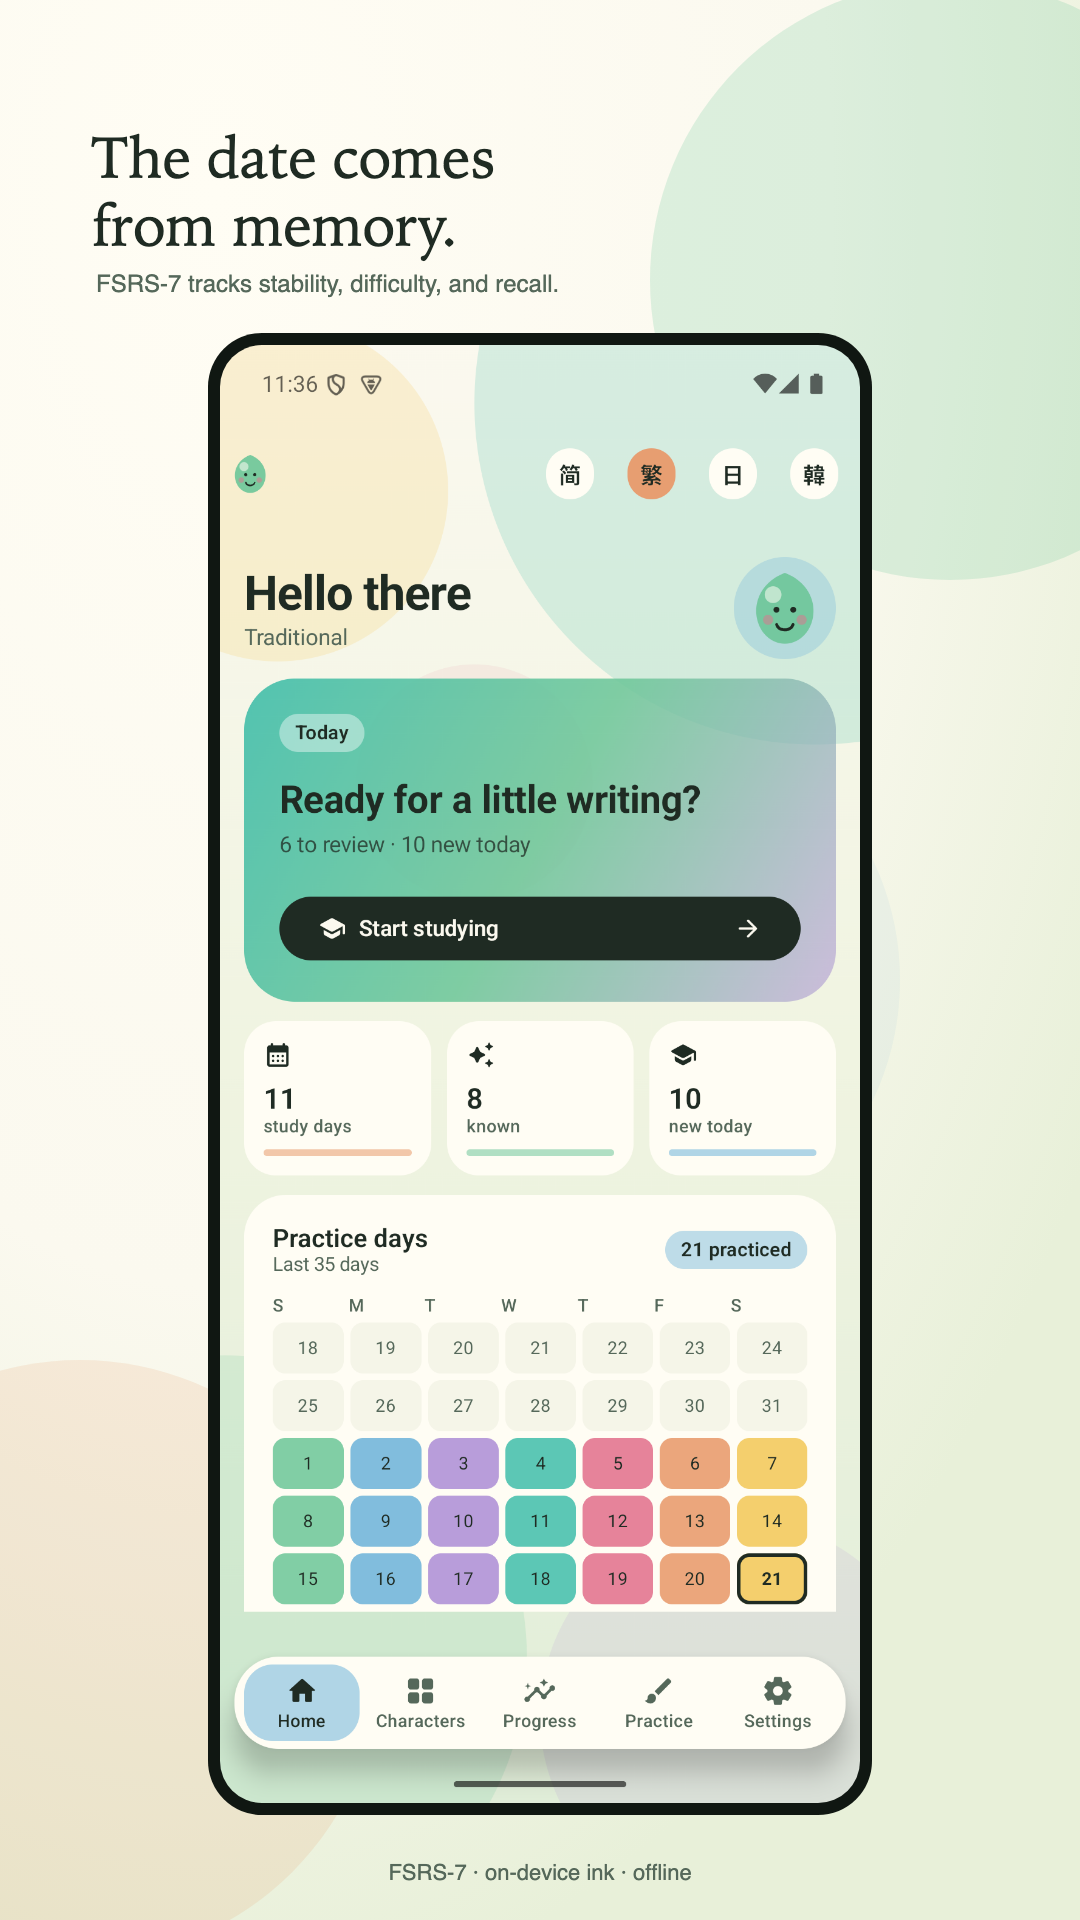 The date comes
from memory.
FSRS-7 tracks stability, difficulty, and recall.
11:36
简 繁 日 韓
Hello there
Traditional
Today
Ready for a little writing?
6 to review · 10 new today
Start studying
11 8 10
study days known new today
Practice days
21 practiced
Last 35 days
S M T W T F S
18 19 20 21 22 23 24
25 26 27 28 29 30 31
1 2 3 4 5 6 7
8 9 10 11 12 13 14
15 16 17 18 19 20 21
Home Characters Progress Practice Settings
FSRS-7 · on-device ink · offline